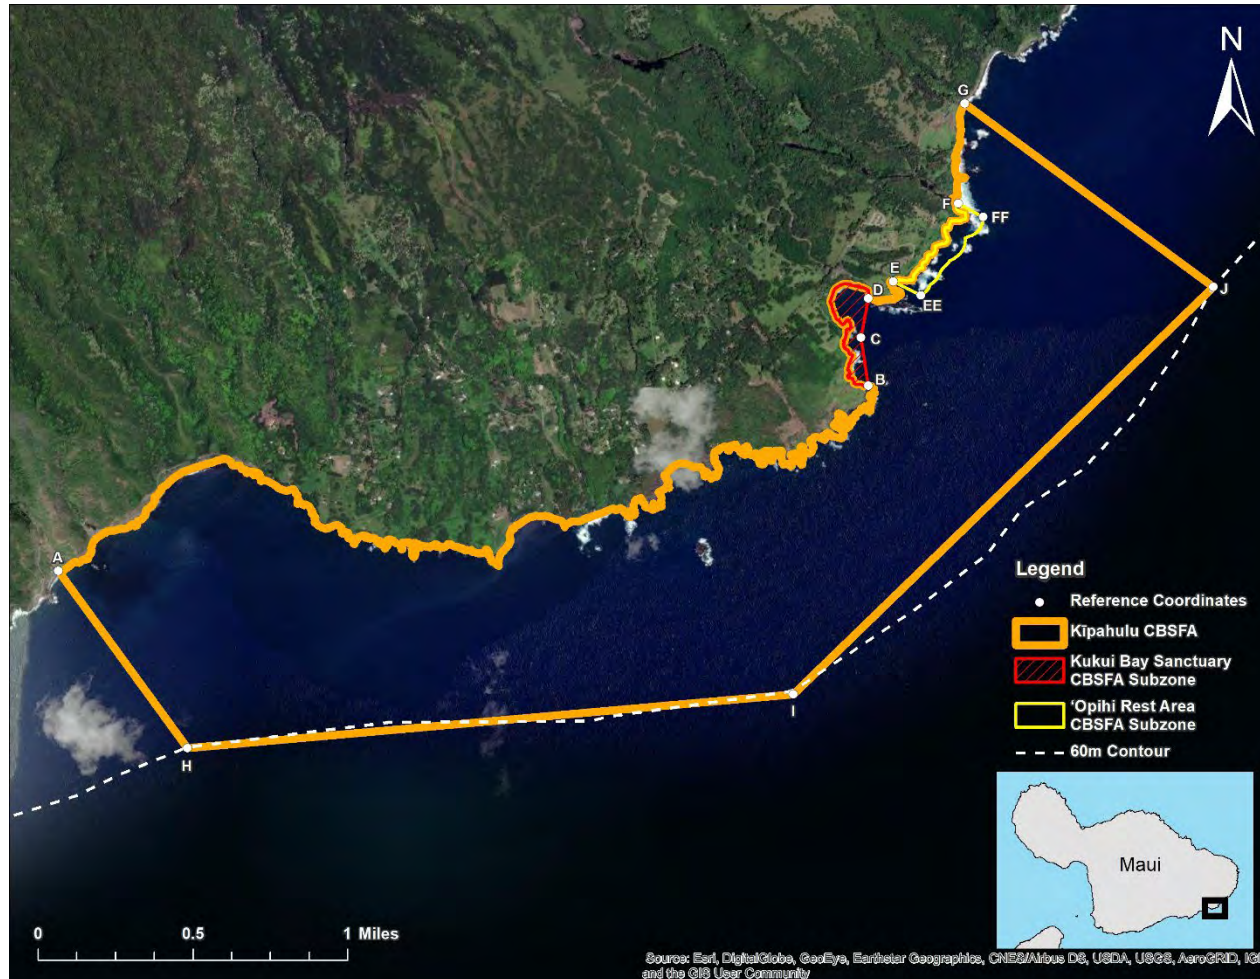 N
G
F
FF
E
EE
D
J
C
B
A
I
H
Legend
Reference Coordinates
Kīpahulu CBSFA
Kukui Bay Sanctuary
CBSFA Subzone
ʻOpihi Rest Area
CBSFA Subzone
60m Contour
Maui
0 0.5 1 Miles
Source: Esri, DigitalGlobe, GeoEye, Earthstar Geographics, CNES/Airbus DS, USDA, USGS, AeroGRID, IG
and the GIS User Community